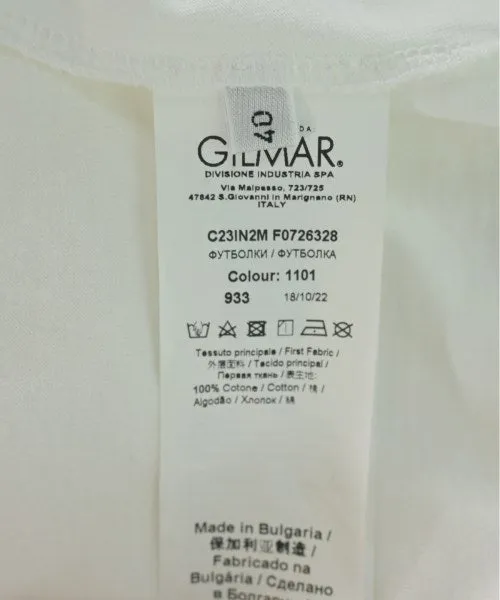 40
DA
GILMAR®
DIVISIONE INDUSTRIA SPA
Via Malpasso, 723/725
47842 S.Giovanni in Marignano (RN)
ITALY
C23IN2M F0726328
ФУТБОЛКИ / ФУТБОЛКА
Colour: 1101
933 18/10/22
Tessuto principale / First Fabric /
外层面料 / Tecido principal /
Первая ткань / 表生地:
100% Cotone / Cotton / 棉 /
Algodão / Хлопок / 綿
Made in Bulgaria /
保加利亚制造 /
Fabricado na
Bulgária / Сделано
в Болгарии